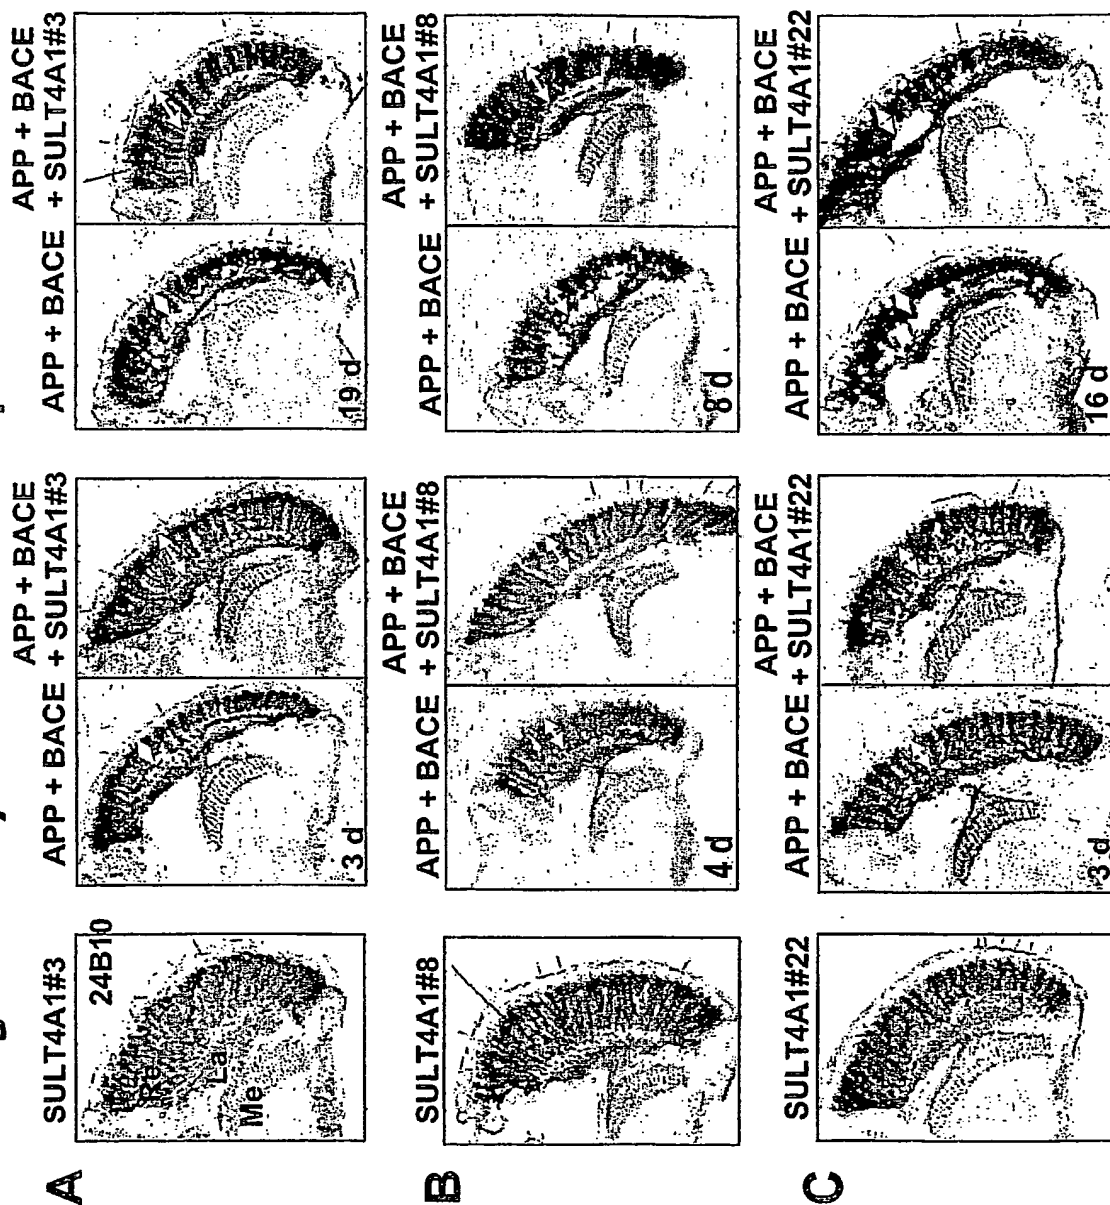 A
SULT4A1#3
24B10
Re
La
Me
APP + BACE
APP + BACE
+ SULT4A1#3
3 d
APP + BACE
APP + BACE
+ SULT4A1#3
19 d
B
SULT4A1#8
APP + BACE
APP + BACE
+ SULT4A1#8
4 d
APP + BACE
APP + BACE
+ SULT4A1#8
8 d
C
SULT4A1#22
APP + BACE
APP + BACE
+ SULT4A1#22
3 d
APP + BACE
APP + BACE
+ SULT4A1#22
16 d